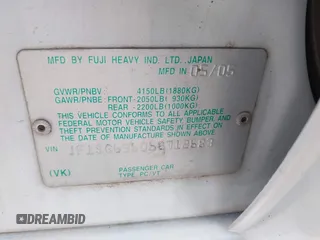 MFD BY FUJI HEAVY IND. LTD. JAPAN
MFD IN 05/05
GVWR/PNBV : 4150LB(1880KG)
GAWR/PNBE : FRONT-2050LB( 930KG)
REAR -2200LB(1000KG)
THIS VEHICLE CONFORMS TO ALL APPLICABLE
FEDERAL MOTOR VEHICLE SAFETY, BUMPER, AND
THEFT PREVENTION STANDARDS IN EFFECT ON
THE DATE OF MANUFACTURE SHOWN ABOVE.
VIN
PASSENGER CAR
(VK) TYPE PC/VT
DREAMBID